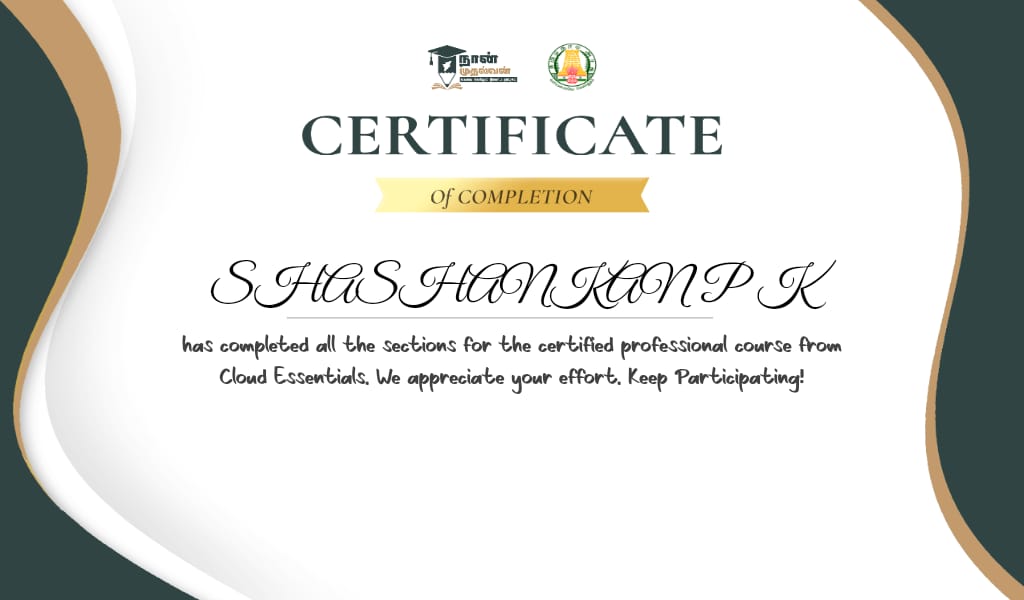 நான்
முதல்வன்
CERTIFICATE
Of COMPLETION
SHASHANKAN P K
has completed all the sections for the certified professional course from
Cloud Essentials. We appreciate your effort. Keep Participating!